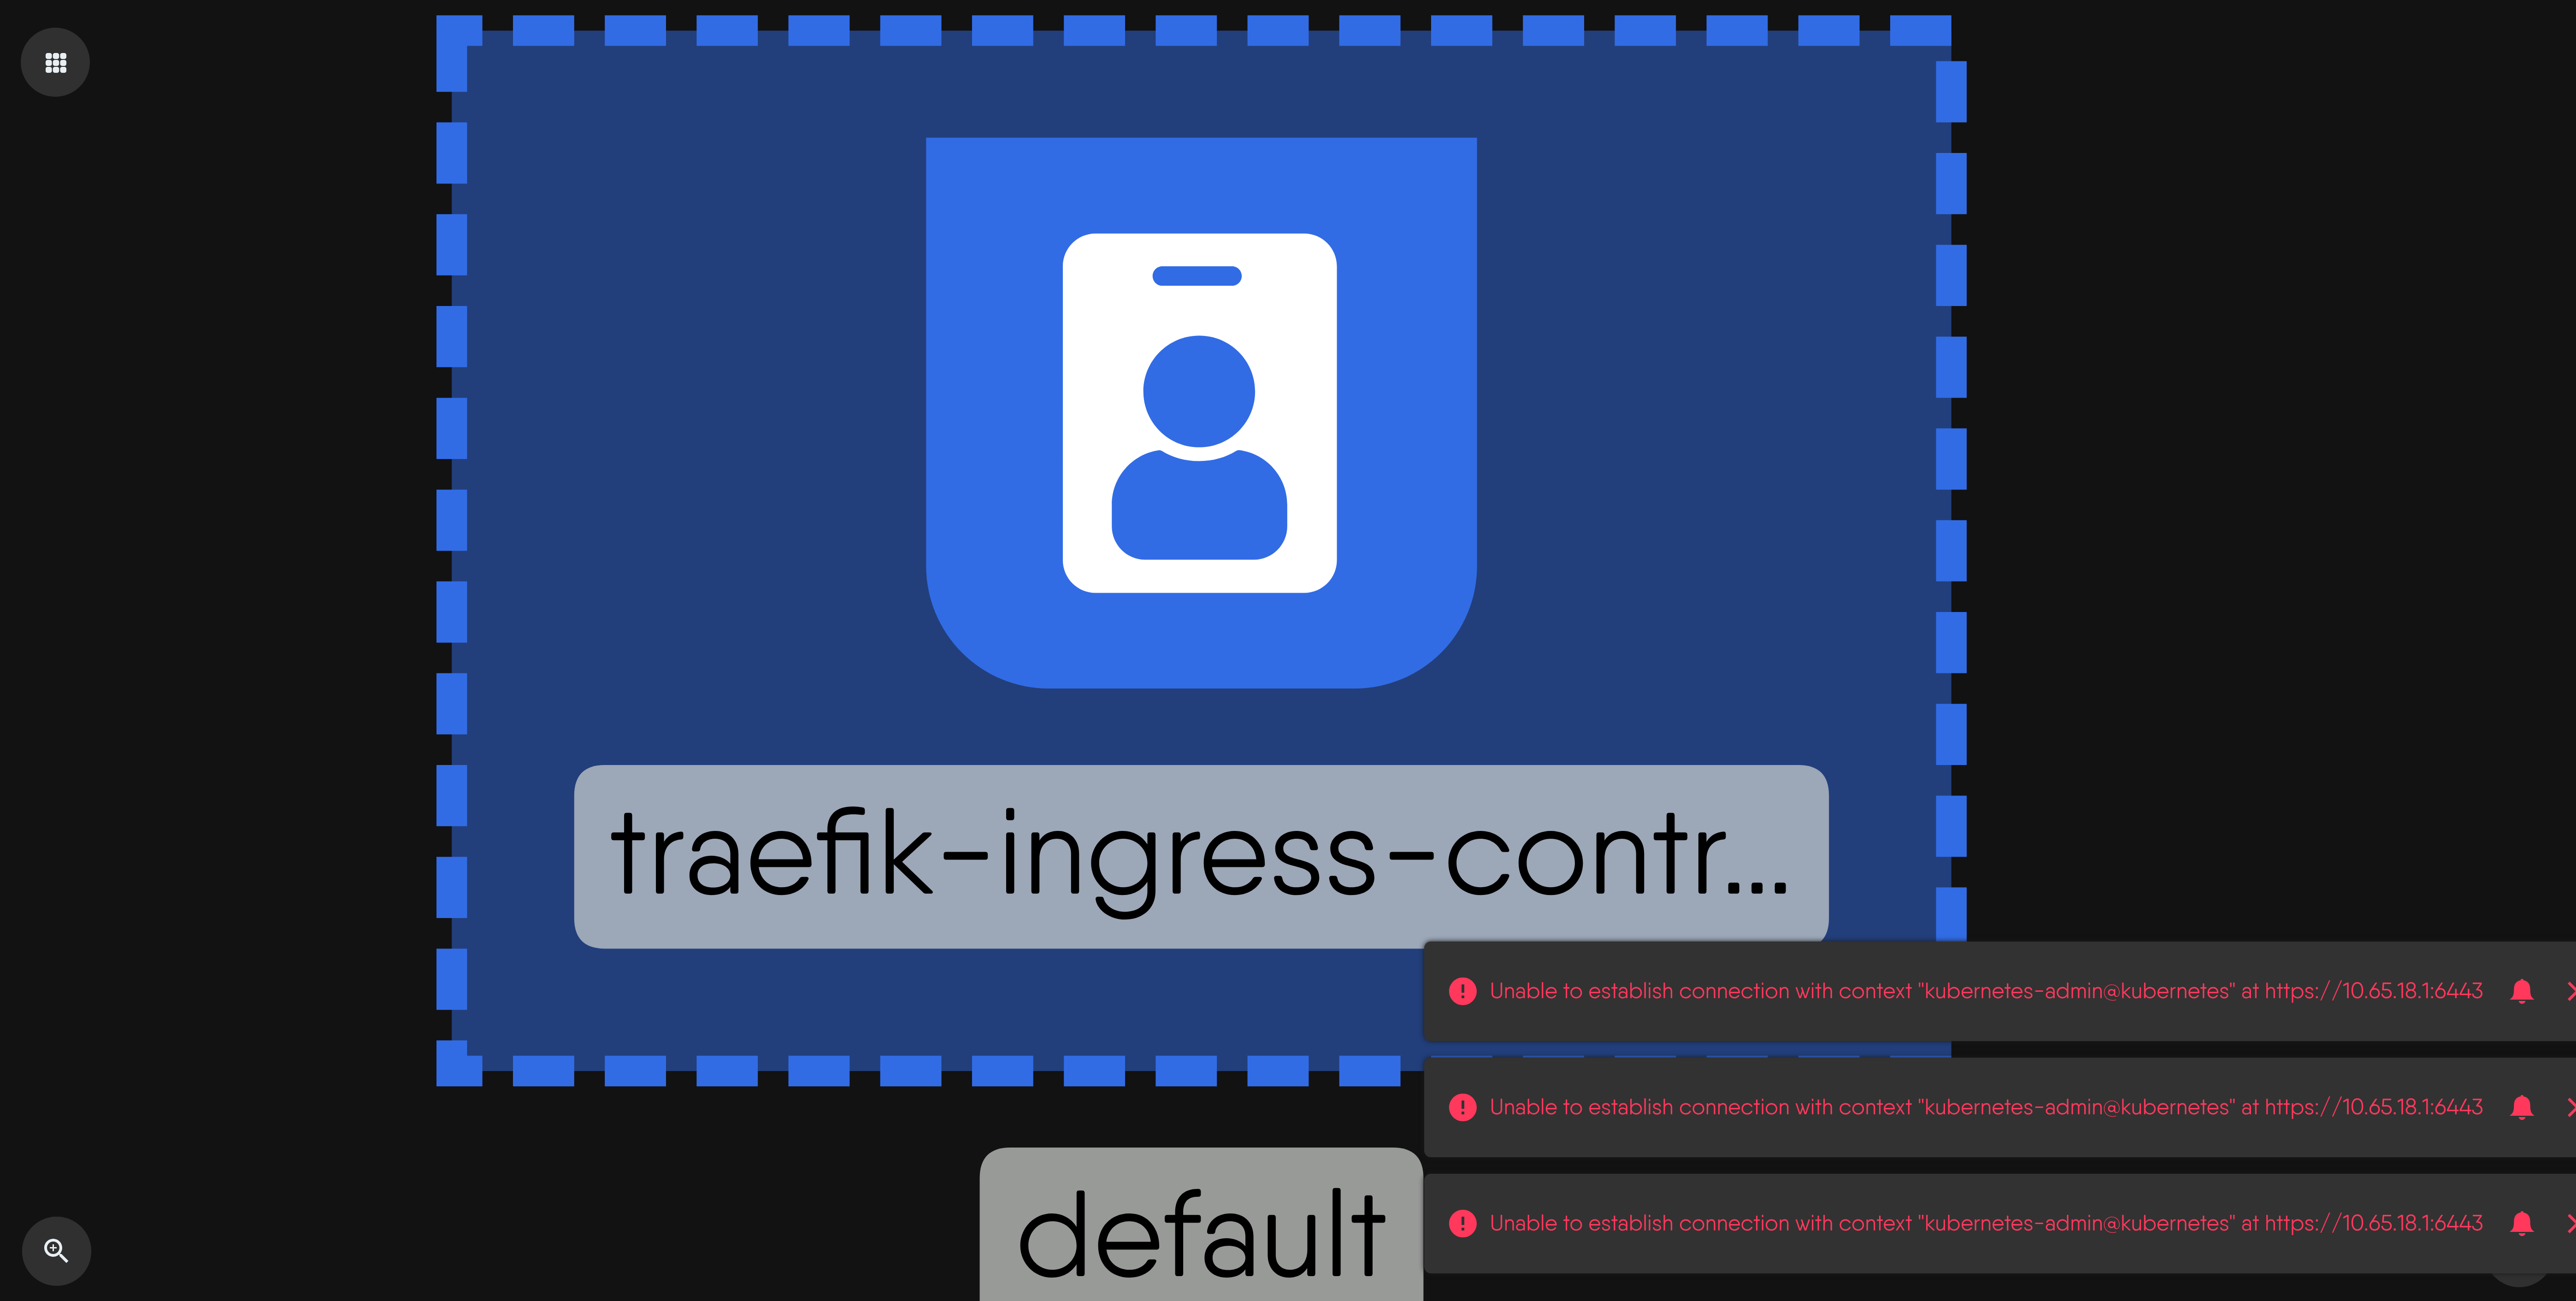 traefik-ingress-contr...
Unable to establish connection with context "kubernetes-admin@kubernetes" at https://10.65.18.1:6443
Unable to establish connection with context "kubernetes-admin@kubernetes" at https://10.65.18.1:6443
default
Unable to establish connection with context "kubernetes-admin@kubernetes" at https://10.65.18.1:6443